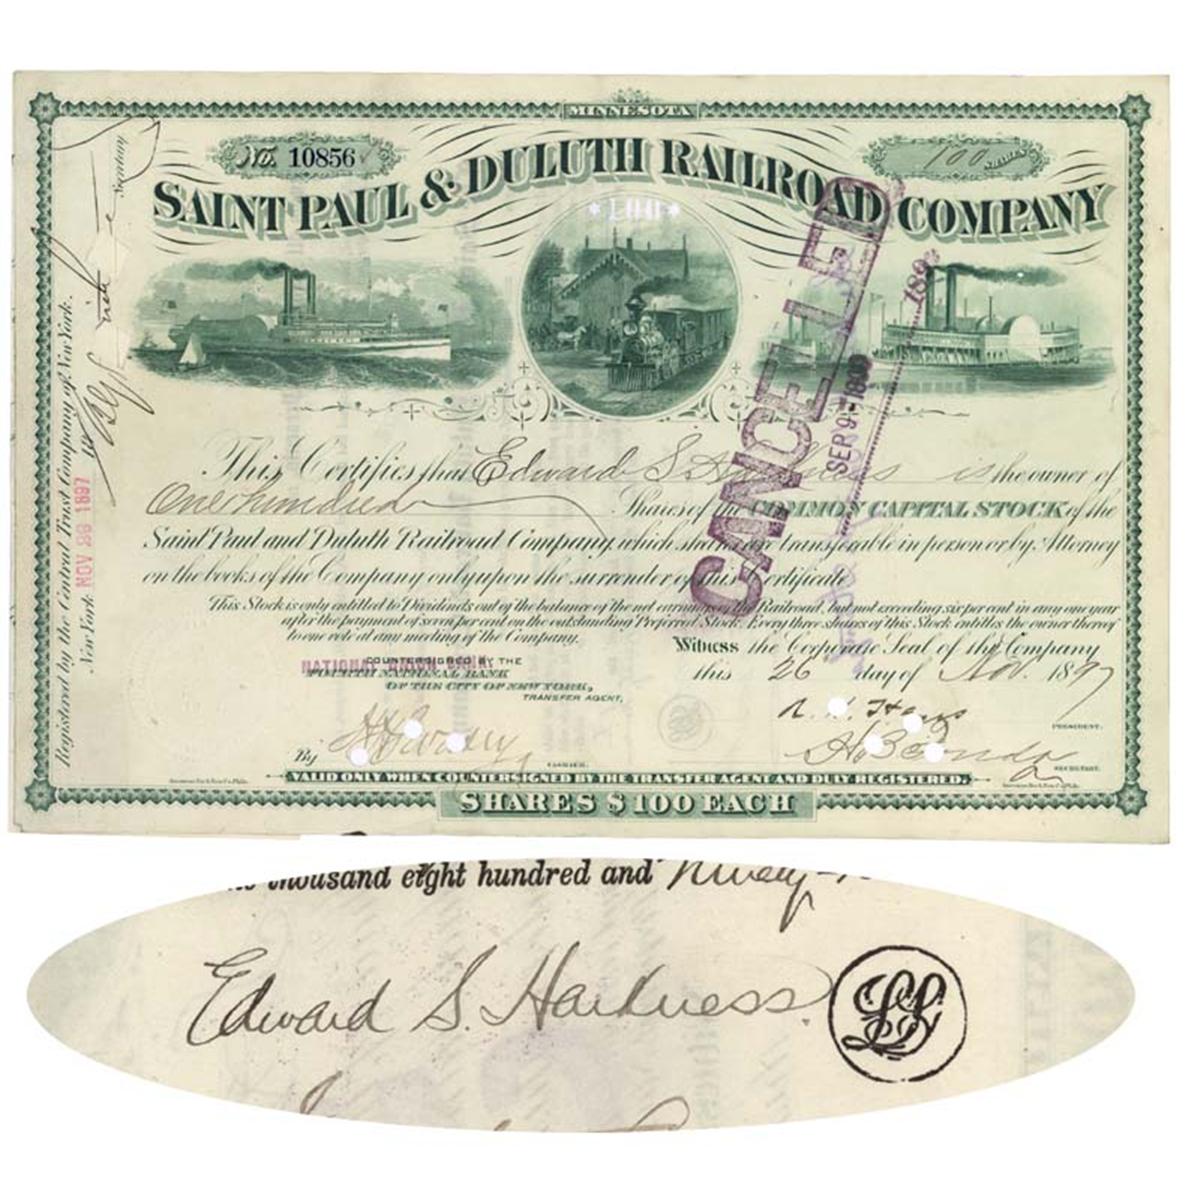 MINNESOTA
No. 10856
100 SHARES
SAINT PAUL & DULUTH RAILROAD COMPANY
*100*
CANCELLED
SEP 9- 1898
This Certifies that Edward S. Harkness is the owner of
One hundred Shares of the COMMON CAPITAL STOCK of the
Saint Paul and Duluth Railroad Company, which shares are transferable in person or by Attorney
on the books of the Company only upon the surrender of this Certificate
This Stock is only entitled to Dividends out of the balance of the net earnings of the Railroad, but not exceeding six per cent in any one year
after the payment of seven per cent on the outstanding Preferred Stock. Every three shares of this Stock entitles the owner thereof
to one vote at any meeting of the Company.
Witness the Corporate Seal of the Company
this 26 day of Nov. 1897
NATIONAL UNION BANK,
COUNTERSIGNED BY THE
FOURTH NATIONAL BANK
OF THE CITY OF NEW YORK,
TRANSFER AGENT,
By
CASHIER.
PRESIDENT.
SECRETARY.
VALID ONLY WHEN COUNTERSIGNED BY THE TRANSFER AGENT AND DULY REGISTERED.
SHARES $100 EACH
Registered by the Central Trust Company of New York.
New York NOV 26 1897
Secretary
thousand eight hundred and Ninety-
Edward S. Harkness.
LS